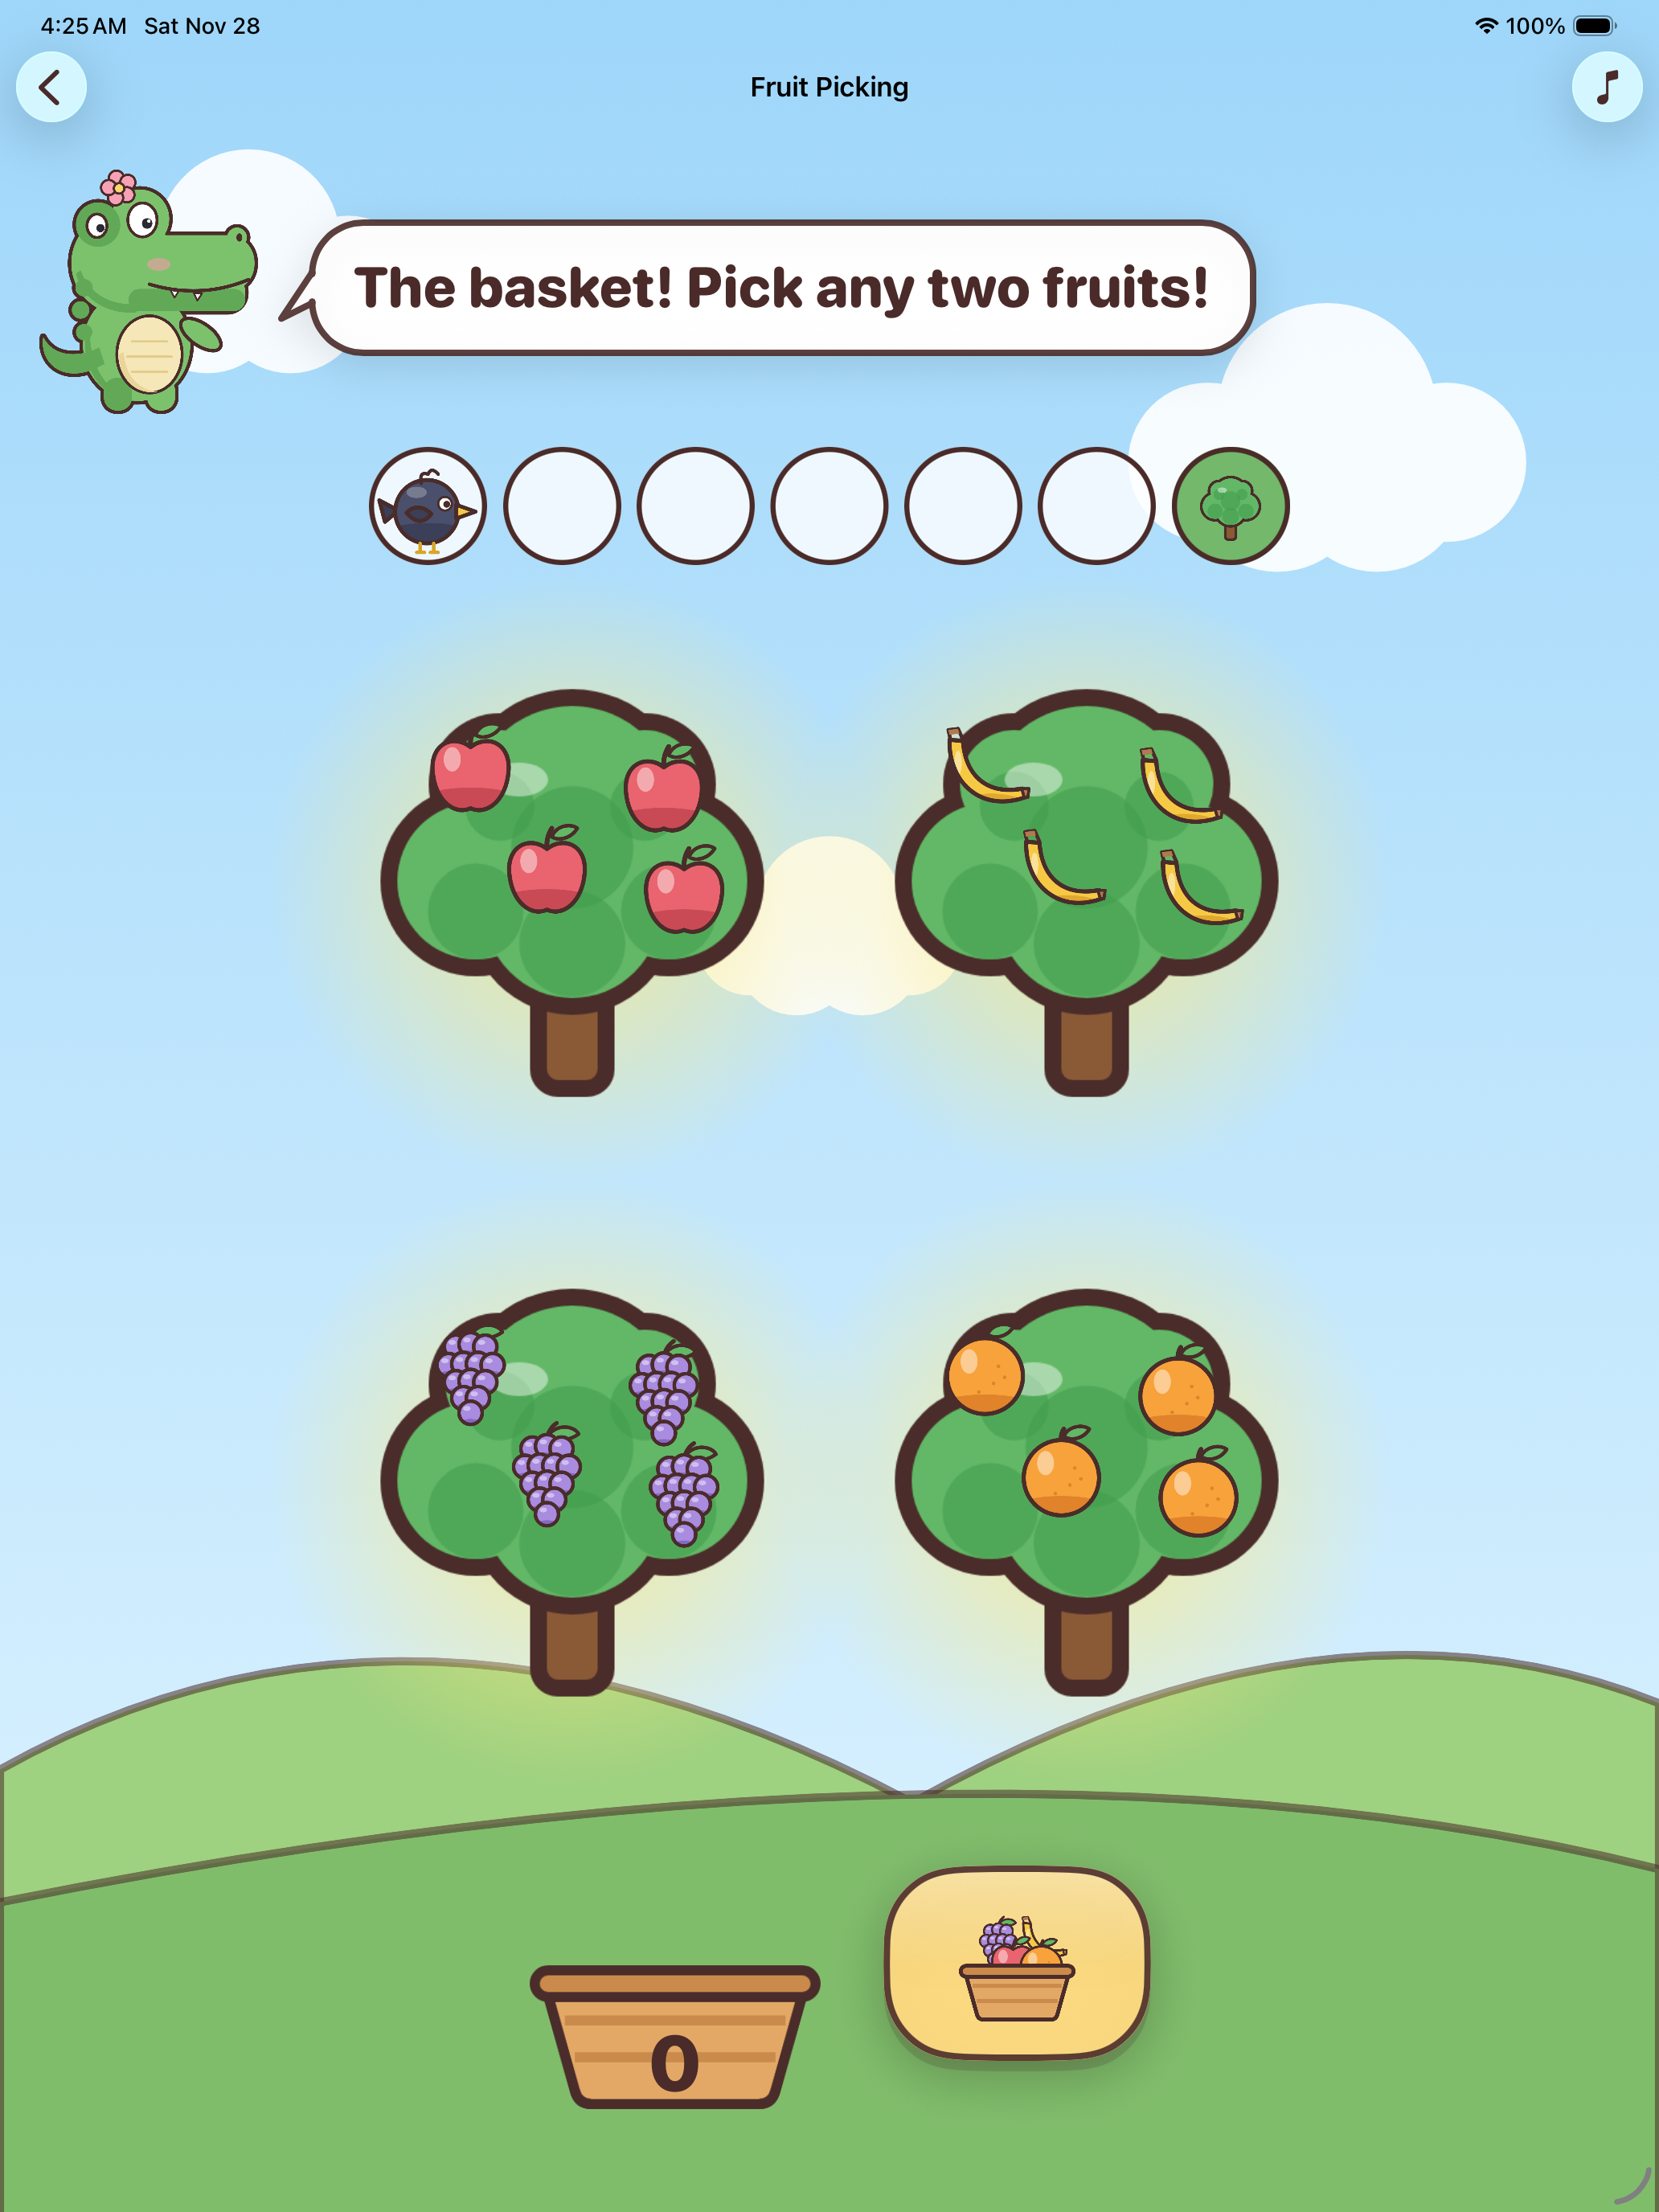 4:25 AM Sat Nov 28
100%
Fruit Picking
The basket! Pick any two fruits!
0